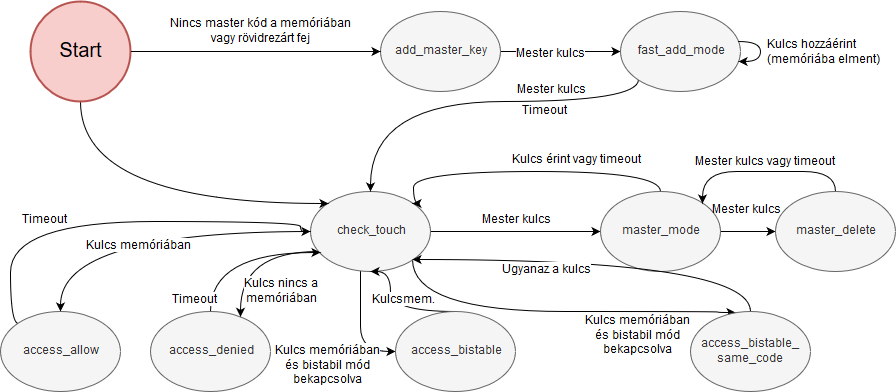 Start
Nincs master kód a memóriában
vagy rövidrezárt fej
add_master_key
Mester kulcs
fast_add_mode
Kulcs hozzáérint
(memóriába elment)
Mester kulcs
Timeout
Kulcs érint vagy timeout
Mester kulcs vagy timeout
Timeout
check_touch
Mester kulcs
master_mode
Mester kulcs
master_delete
Kulcs memóriában
Ugyanaz a kulcs
Timeout
Kulcs nincs a
memóriában
Kulcsmem.
access_allow
access_denied
Kulcs memóriában
és bistabil mód
bekapcsolva
access_bistable
Kulcs memóriában
és bistabil mód
bekapcsolva
access_bistable_
same_code